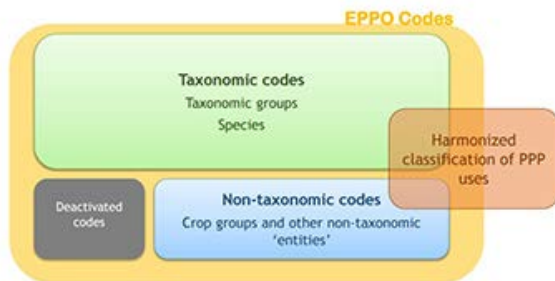 EPPO Codes
Taxonomic codes
Taxonomic groups
Species
Harmonized
classification of PPP
uses
Deactivated
codes
Non-taxonomic codes
Crop groups and other non-taxonomic
'entities'